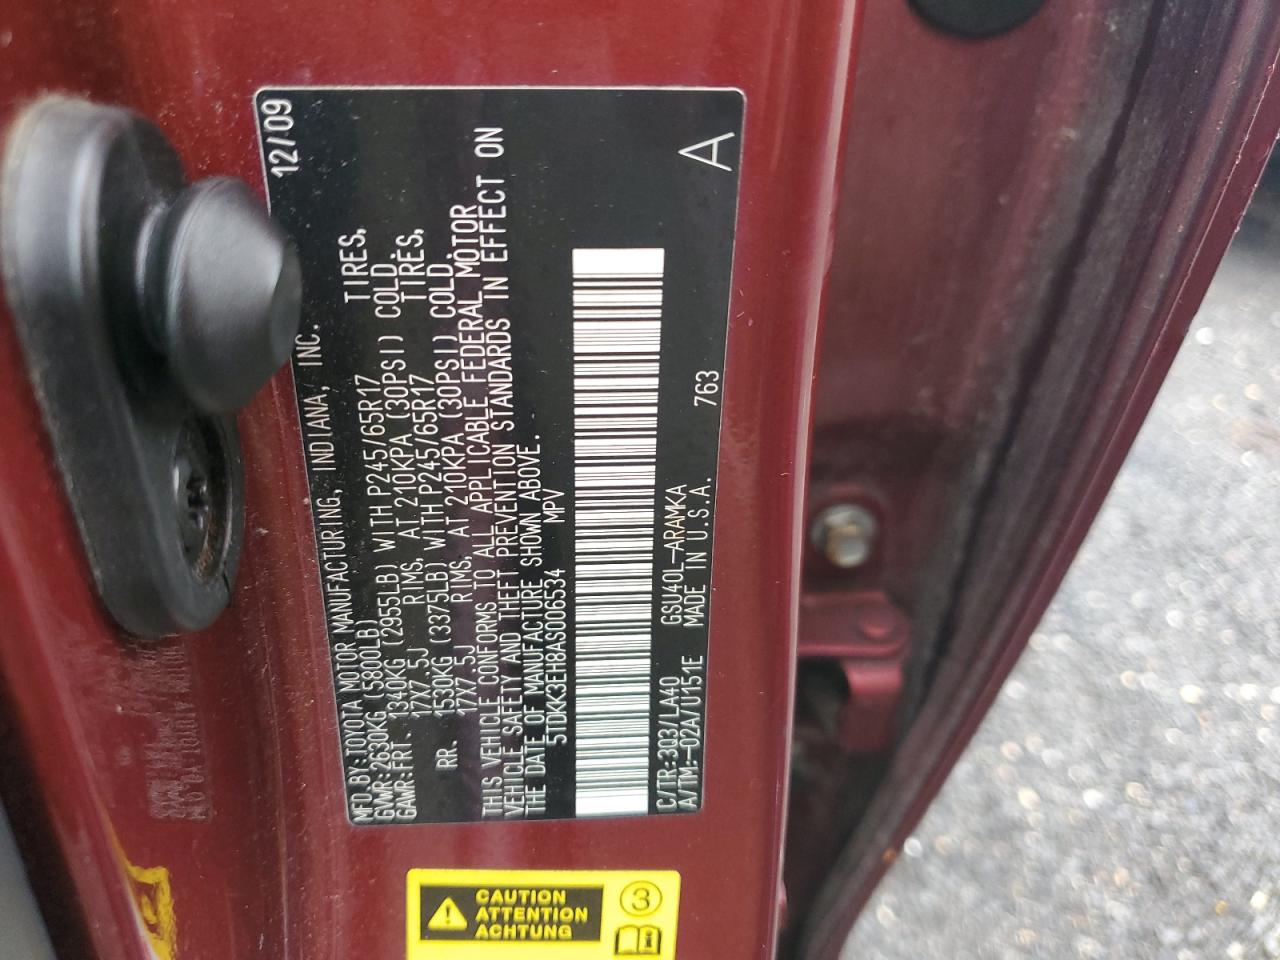 MFD.BY:TOYOTA MOTOR MANUFACTURING, INDIANA, INC. 12/09
GVWR:2630KG (5800LB)
GAWR:FRT. 1340KG (2955LB) WITH P245/65R17 TIRES,
17X7.5J RIMS, AT 210KPA (30PSI) COLD.
RR. 1530KG (3375LB) WITH P245/65R17 TIRES,
17X7.5J RIMS, AT 210KPA (30PSI) COLD.
THIS VEHICLE CONFORMS TO ALL APPLICABLE FEDERAL MOTOR
VEHICLE SAFETY AND THEFT PREVENTION STANDARDS IN EFFECT ON
THE DATE OF MANUFACTURE SHOWN ABOVE.
5TDKK3EH8AS006534 MPV
C/TR:3Q3/LA40 GSU40L-ARAMKA
A/TM:-02A/U151E MADE IN U.S.A. 763
A
CAUTION
ATTENTION
ACHTUNG
3